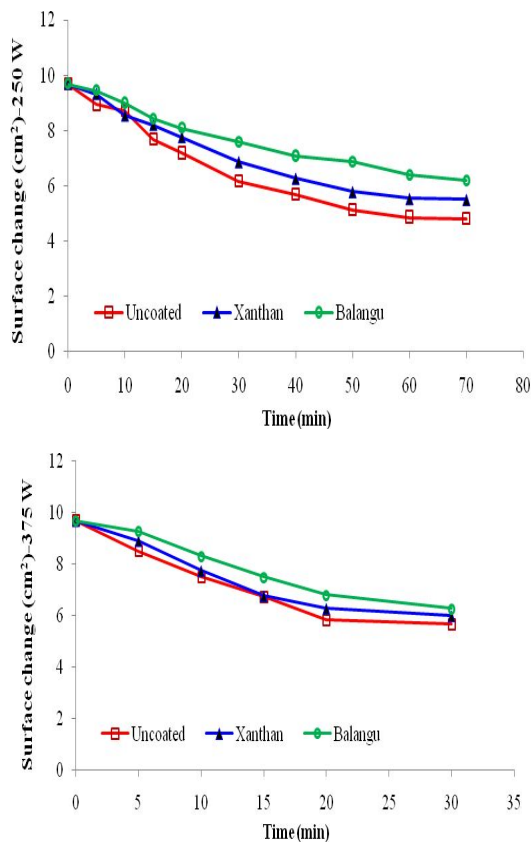 Surface change (cm²)-250 W
12
10
8
6
4
2
0
Uncoated Xanthan Balangu
0 10 20 30 40 50 60 70 80
Time (min)
Surface change (cm²)-375 W
12
10
8
6
4
2
0
Uncoated Xanthan Balangu
0 5 10 15 20 25 30 35
Time (min)